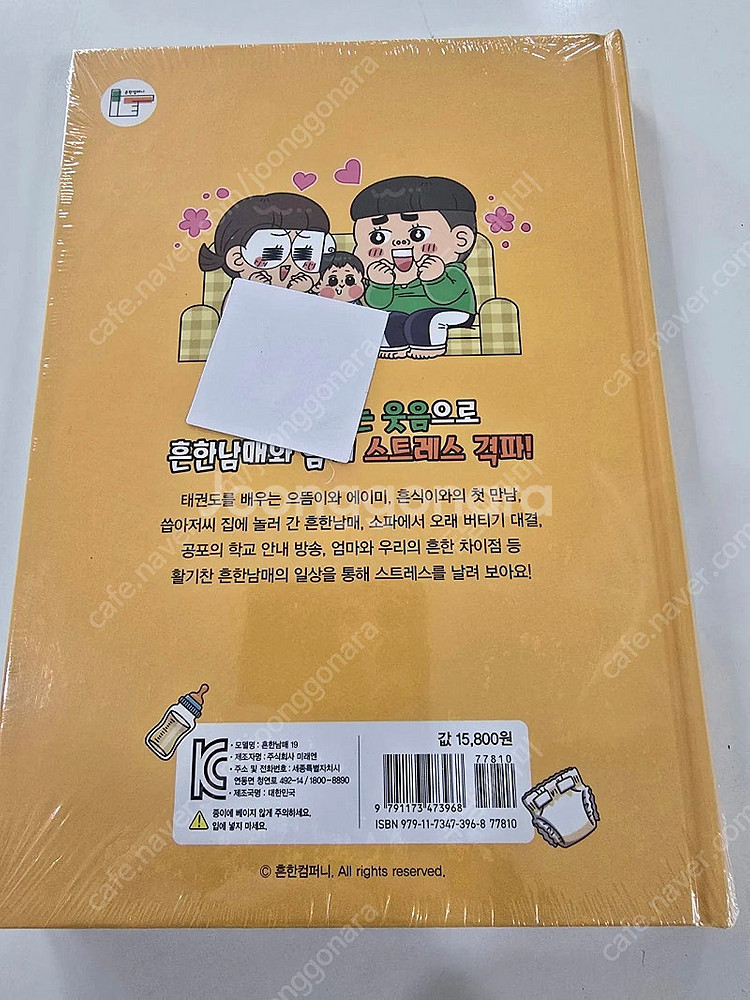 흔한컴퍼니
는 웃음으로
흔한남매와 스트레스 격파!
태권도를 배우는 으뜸이와 에이미, 흔식이와의 첫 만남,
씁아저씨 집에 놀러 간 흔한남매, 소파에서 오래 버티기 대결,
공포의 학교 안내 방송, 엄마와 우리의 흔한 차이점 등
활기찬 흔한남매의 일상을 통해 스트레스를 날려 보아요!
• 모델명 : 흔한남매 19
• 제조자명 : 주식회사 미래엔
• 주소 및 전화번호 : 세종특별자치시
연동면 청연로 492-14 / 1800-8890
• 제조국명 : 대한민국
종이에 베이지 않게 주의하세요.
입에 넣지 마세요.
값 15,800원
77810
9 791173 473968
ISBN 979-11-7347-396-8 77810
© 흔한컴퍼니. All rights reserved.
Joonggonara
cafe.naver.com/joonggonara